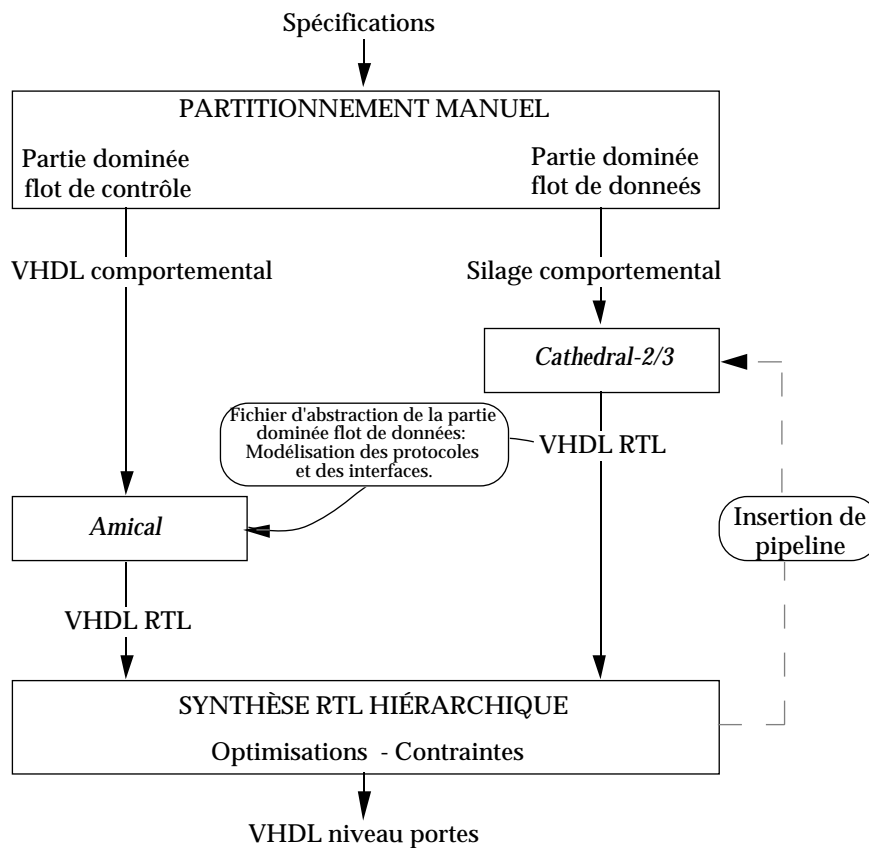 Spécifications
PARTITIONNEMENT MANUEL
Partie dominée
flot de contrôle
Partie dominée
flot de donneés
VHDL comportemental
Silage comportemental
Cathedral-2/3
Fichier d'abstraction de la partie
dominée flot de données:
Modélisation des protocoles
et des interfaces.
VHDL RTL
Amical
Insertion de
pipeline
VHDL RTL
SYNTHÈSE RTL HIÉRARCHIQUE
Optimisations - Contraintes
VHDL niveau portes